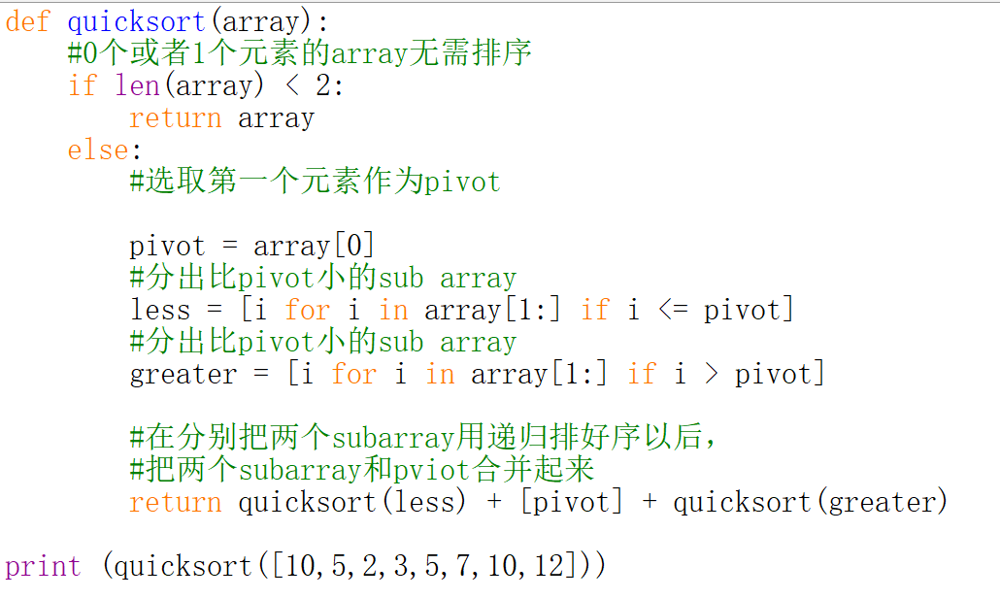 def quicksort(array):
    #0个或者1个元素的array无需排序
    if len(array) < 2:
        return array
    else:
        #选取第一个元素作为pivot
        pivot = array[0]
        #分出比pivot小的sub array
        less = [i for i in array[1:] if i <= pivot]
        #分出比pivot小的sub array
        greater = [i for i in array[1:] if i > pivot]
        #在分别把两个subarray用递归排好序以后，
        #把两个subarray和pviot合并起来
        return quicksort(less) + [pivot] + quicksort(greater)
print (quicksort([10,5,2,3,5,7,10,12]))